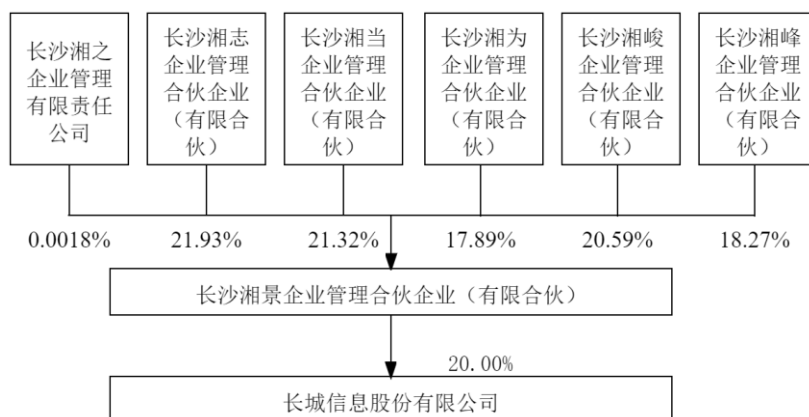 长沙湘之
企业管理
有限责任
公司
长沙湘志
企业管理
合伙企业
（有限合
伙）
长沙湘当
企业管理
合伙企业
（有限合
伙）
长沙湘为
企业管理
合伙企业
（有限合
伙）
长沙湘峻
企业管理
合伙企业
（有限合
伙）
长沙湘峰
企业管理
合伙企业
（有限合
伙）
0.0018%
21.93%
21.32%
17.89%
20.59%
18.27%
长沙湘景企业管理合伙企业（有限合伙）
20.00%
长城信息股份有限公司